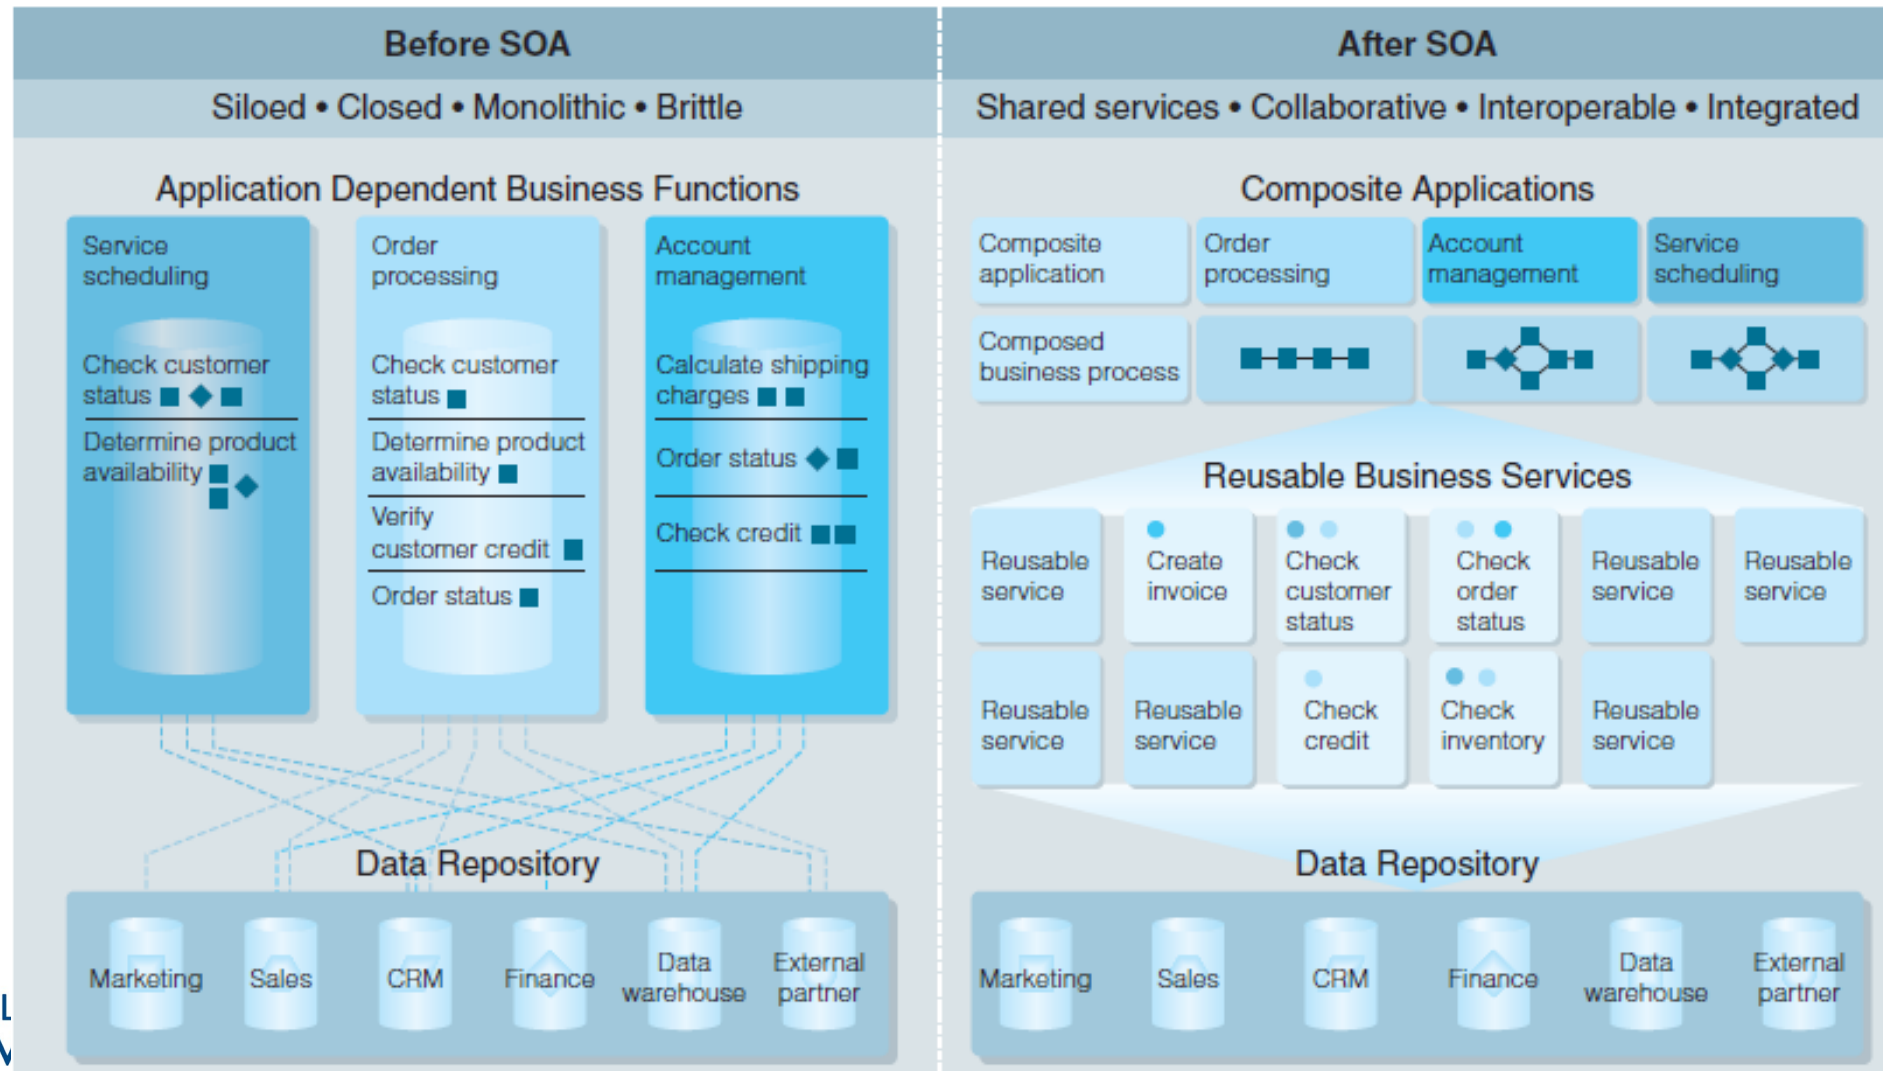 Before SOA
Siloed • Closed • Monolithic • Brittle
Application Dependent Business Functions
Service
scheduling
Check customer
status
Determine product
availability
Order
processing
Check customer
status
Determine product
availability
Verify
customer credit
Order status
Account
management
Calculate shipping
charges
Order status
Check credit
Data Repository
Marketing
Sales
CRM
Finance
Data
warehouse
External
partner
After SOA
Shared services • Collaborative • Interoperable • Integrated
Composite Applications
Composite
application
Order
processing
Account
management
Service
scheduling
Composed
business process
Reusable Business Services
Reusable
service
Create
invoice
Check
customer
status
Check
order
status
Reusable
service
Reusable
service
Reusable
service
Reusable
service
Check
credit
Check
inventory
Reusable
service
Data Repository
Marketing
Sales
CRM
Finance
Data
warehouse
External
partner